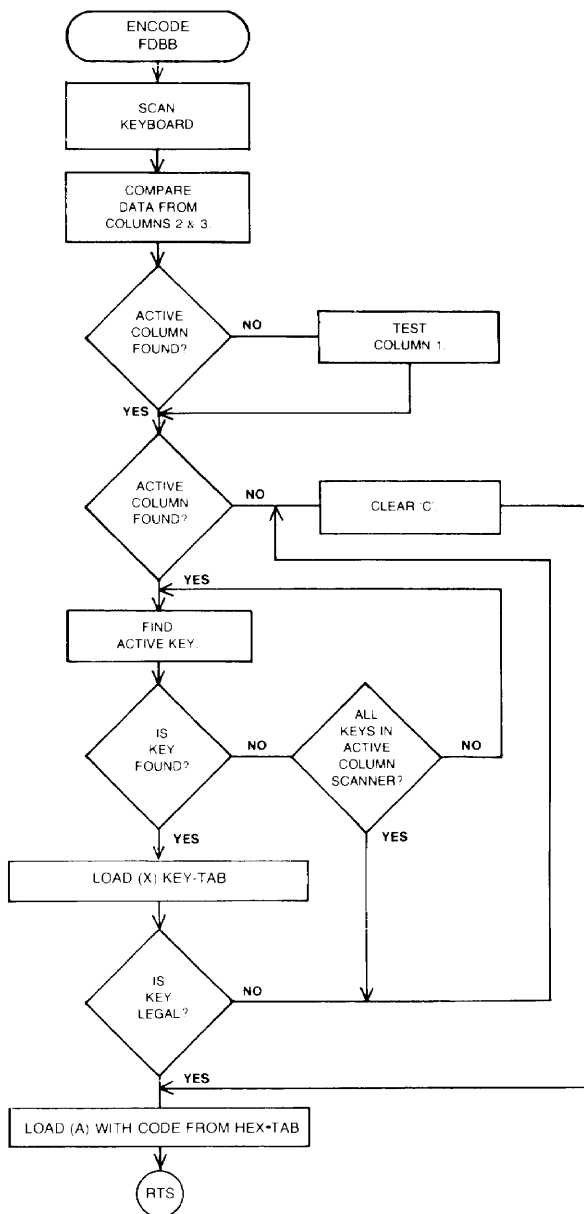 ENCODE
FDBB
SCAN
KEYBOARD
COMPARE
DATA FROM
COLUMNS 2 & 3.
ACTIVE
COLUMN
FOUND?
NO
TEST
COLUMN 1.
YES
ACTIVE
COLUMN
FOUND?
NO
CLEAR 'C'.
YES
FIND
ACTIVE KEY.
IS
KEY
FOUND?
NO
ALL
KEYS IN
ACTIVE
COLUMN
SCANNER?
NO
YES
YES
LOAD (X) KEY-TAB
IS
KEY
LEGAL?
NO
YES
LOAD (A) WITH CODE FROM HEX•TAB
RTS